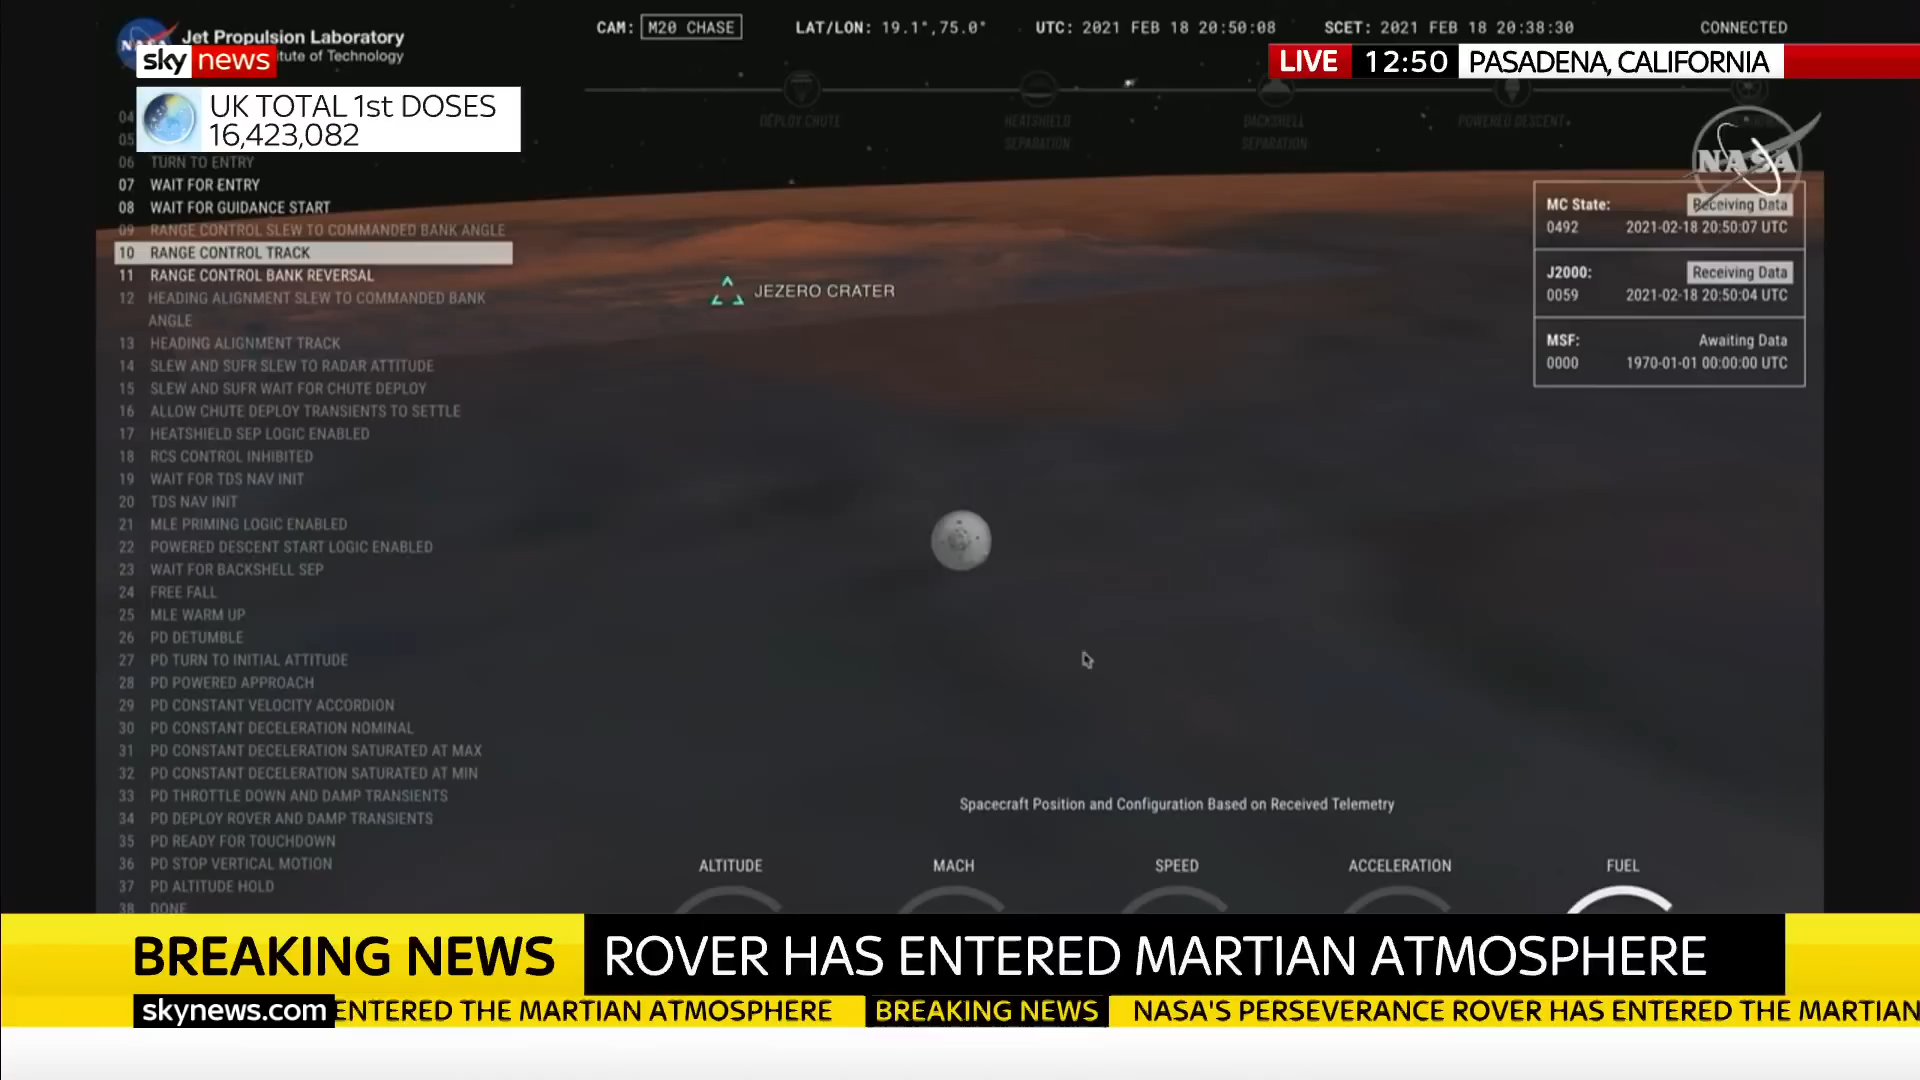 NASA
Jet Propulsion Laboratory
itute of Technology
sky news
CAM: M20 CHASE
LAT/LON: 19.1°,75.0°
UTC: 2021 FEB 18 20:50:08
SCET: 2021 FEB 18 20:38:30
CONNECTED
LIVE 12:50 PASADENA, CALIFORNIA
UK TOTAL 1st DOSES
16,423,082
DEPLOY CHUTE
HEATSHIELD
SEPARATION
BACKSHELL
SEPARATION
POWERED DESCENT
NASA
04
05
06 TURN TO ENTRY
07 WAIT FOR ENTRY
08 WAIT FOR GUIDANCE START
09 RANGE CONTROL SLEW TO COMMANDED BANK ANGLE
10 RANGE CONTROL TRACK
11 RANGE CONTROL BANK REVERSAL
12 HEADING ALIGNMENT SLEW TO COMMANDED BANK
ANGLE
13 HEADING ALIGNMENT TRACK
14 SLEW AND SUFR SLEW TO RADAR ATTITUDE
15 SLEW AND SUFR WAIT FOR CHUTE DEPLOY
16 ALLOW CHUTE DEPLOY TRANSIENTS TO SETTLE
17 HEATSHIELD SEP LOGIC ENABLED
18 RCS CONTROL INHIBITED
19 WAIT FOR TDS NAV INIT
20 TDS NAV INIT
21 MLE PRIMING LOGIC ENABLED
22 POWERED DESCENT START LOGIC ENABLED
23 WAIT FOR BACKSHELL SEP
24 FREE FALL
25 MLE WARM UP
26 PD DETUMBLE
27 PD TURN TO INITIAL ATTITUDE
28 PD POWERED APPROACH
29 PD CONSTANT VELOCITY ACCORDION
30 PD CONSTANT DECELERATION NOMINAL
31 PD CONSTANT DECELERATION SATURATED AT MAX
32 PD CONSTANT DECELERATION SATURATED AT MIN
33 PD THROTTLE DOWN AND DAMP TRANSIENTS
34 PD DEPLOY ROVER AND DAMP TRANSIENTS
35 PD READY FOR TOUCHDOWN
36 PD STOP VERTICAL MOTION
37 PD ALTITUDE HOLD
38 DONE
JEZERO CRATER
MC State: Receiving Data
0492 2021-02-18 20:50:07 UTC
J2000: Receiving Data
0059 2021-02-18 20:50:04 UTC
MSF: Awaiting Data
0000 1970-01-01 00:00:00 UTC
Spacecraft Position and Configuration Based on Received Telemetry
ALTITUDE
MACH
SPEED
ACCELERATION
FUEL
BREAKING NEWS
ROVER HAS ENTERED MARTIAN ATMOSPHERE
skynews.com
ENTERED THE MARTIAN ATMOSPHERE BREAKING NEWS NASA'S PERSEVERANCE ROVER HAS ENTERED THE MARTIAN